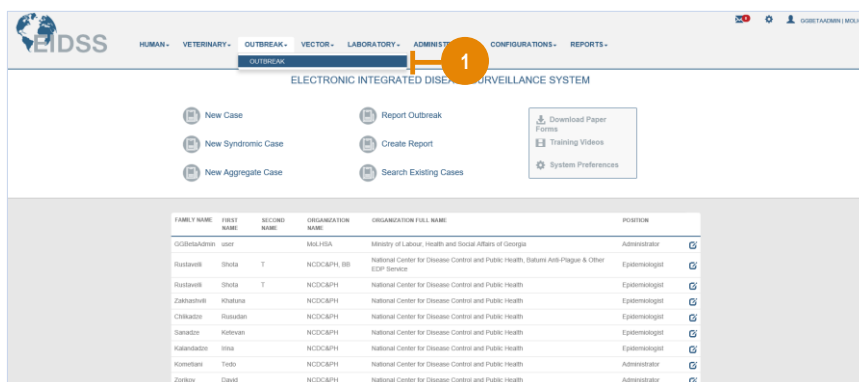 EIDSS
HUMAN VETERINARY OUTBREAK VECTOR LABORATORY CONFIGURATIONS REPORTS
GGBETAADMIN |
OUTBREAK
1
ELECTRONIC INTEGRATED SURVEILLANCE SYSTEM
New Case Report Outbreak Download Paper
Forms
New Syndromic Case Create Report Training Videos
System Preferences
New Aggregate Case Search Existing Cases
FAMILY NAME FIRST SECOND ORGANIZATION ORGANIZATION FULL NAME POSITION
NAME NAME NAME
GGBetaAdmin user MoLHSA Ministry of Labour, Health and Social Affairs of Georgia Administrator
Rustaveli Shota T NCDC&PH, BB National Center for Disease Control and Public Health, Batumi Anti-Plague & Other Epidemiologist
EDP Service
Rustaveli Shota T NCDC&PH National Center for Disease Control and Public Health Epidemiologist
Zakhashvili Khatuna NCDC&PH National Center for Disease Control and Public Health Epidemiologist
Chlikadze Rusudan NCDC&PH National Center for Disease Control and Public Health Epidemiologist
Sanadze Ketevan NCDC&PH National Center for Disease Control and Public Health Epidemiologist
Kalandadze Irma NCDC&PH National Center for Disease Control and Public Health Epidemiologist
Kometiani Tedo NCDC&PH National Center for Disease Control and Public Health Administrator
Zorikov David NCDC&PH National Center for Disease Control and Public Health Administrator